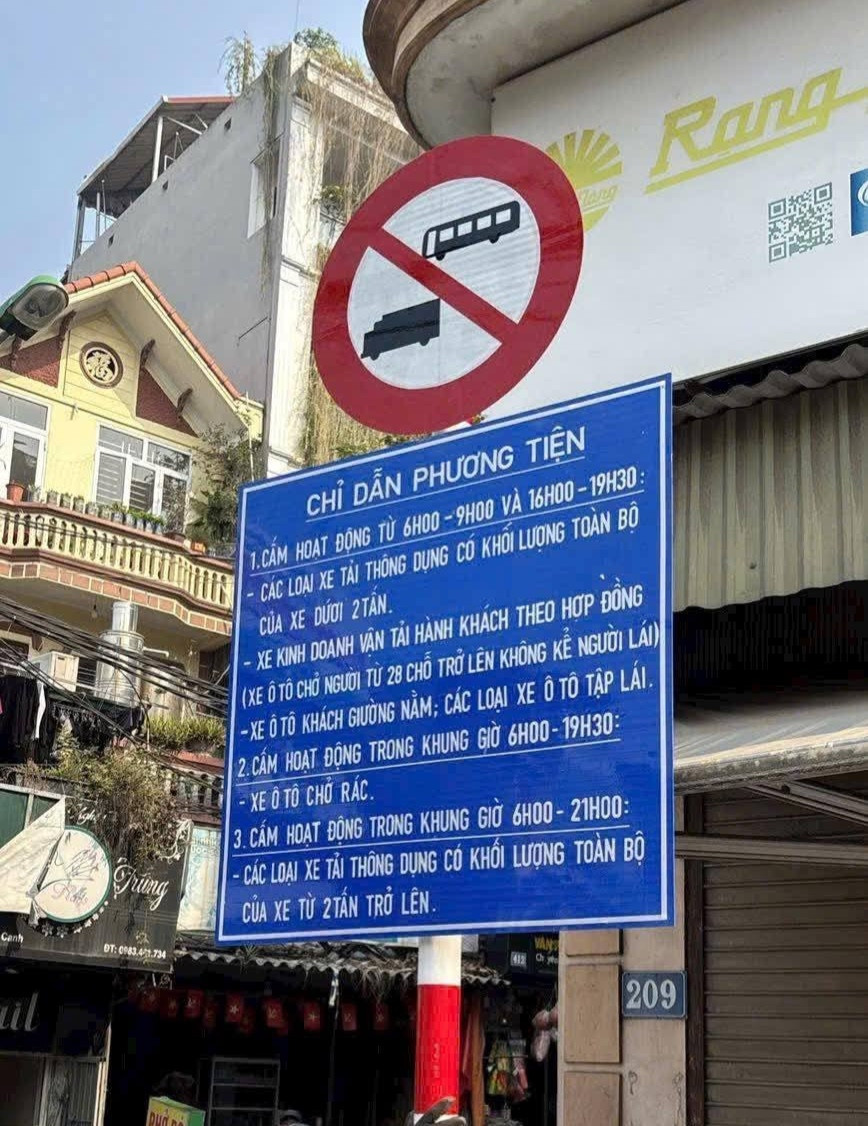 Rạng
CHỈ DẪN PHƯƠNG TIỆN
1. CẤM HOẠT ĐỘNG TỪ 6H00 - 9H00 VÀ 16H00 - 19H30:
- CÁC LOẠI XE TẢI THÔNG DỤNG CÓ KHỐI LƯỢNG TOÀN BỘ
CỦA XE DƯƠI 2TẤN.
- XE KINH DOANH VẬN TẢI HÀNH KHÁCH THEO HỢP ĐỒNG
(XE Ô TÔ CHỞ NGƯỜI TỪ 28 CHỖ TRỞ LÊN KHÔNG KỂ NGƯỜI LÁI)
- XE Ô TÔ KHÁCH GIƯỜNG NẰM; CÁC LOẠI XE Ô TÔ TẬP LÁI.
2. CẤM HOẠT ĐỘNG TRONG KHUNG GIỜ 6H00 - 19H30:
- XE Ô TÔ CHỞ RÁC.
3. CẤM HOẠT ĐỘNG TRONG KHUNG GIỜ 6H00 - 21H00:
- CÁC LOẠI XE TẢI THÔNG DỤNG CÓ KHỐI LƯỢNG TOÀN BỘ
CỦA XE TỪ 2TẤN TRỞ LÊN.
福
Trung
Canh
209